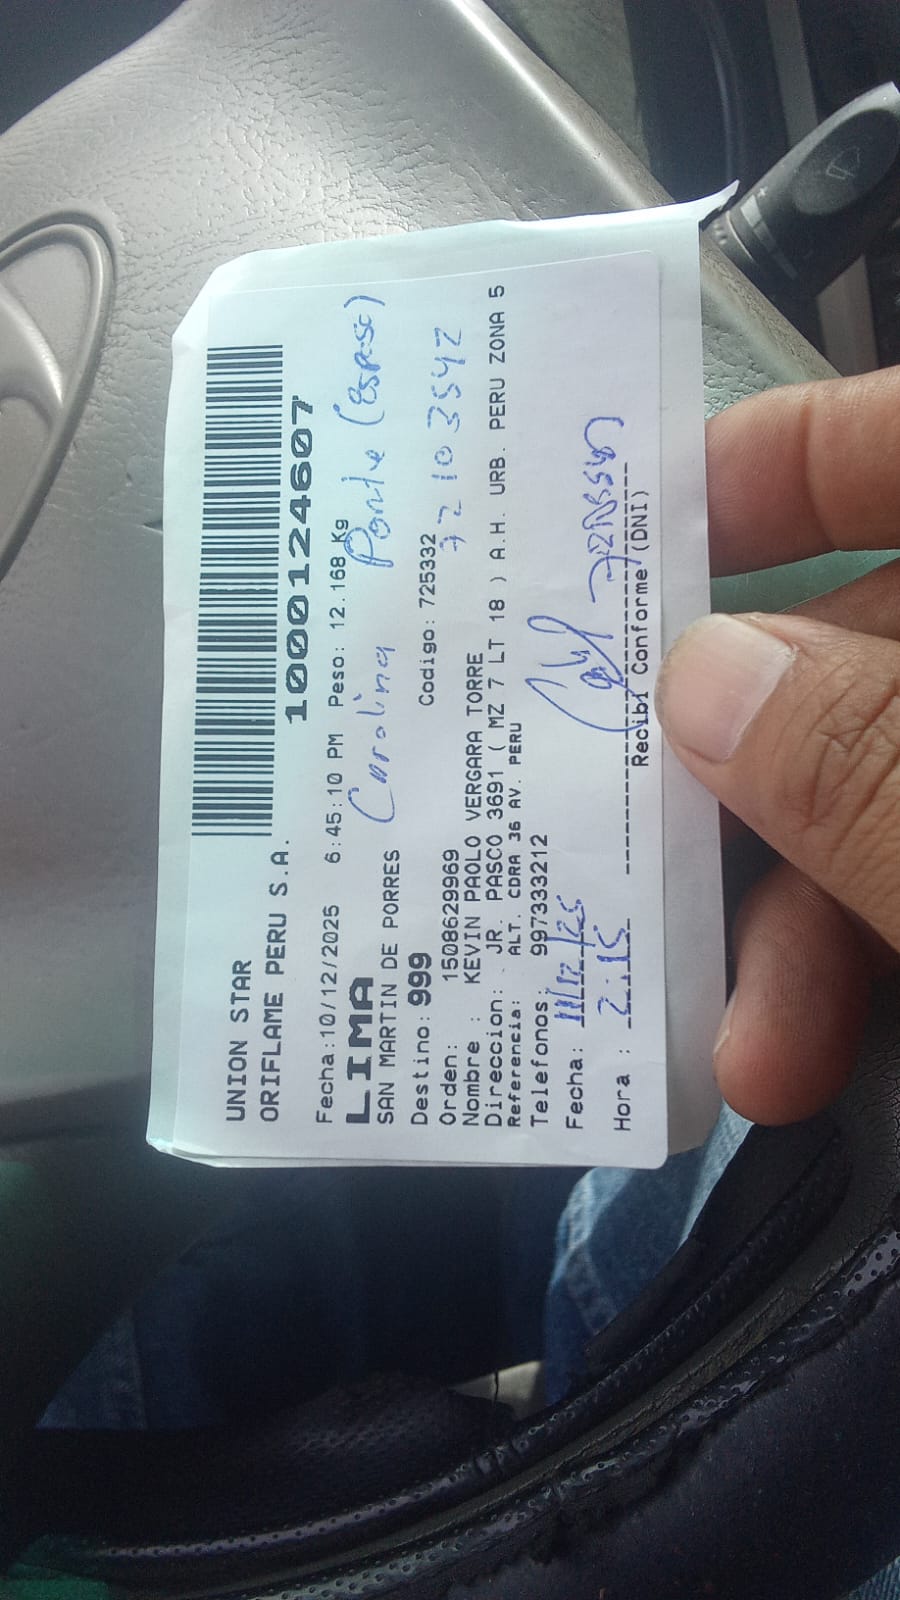 UNION STAR
ORIFLAME PERU S.A.
1000124607
Fecha:10/12/2025 6:45:10 PM Peso: 12.168 Kg
LIMA
Carolina Ponte (esposa)
SAN MARTIN DE PORRES
Destino: 999 Codigo: 725332
72103542
Orden: 1508629969
Nombre : KEVIN PAOLO VERGARA TORRE
Direccion: JR. PASCO 3691 ( MZ 7 LT 18 ) A.H. URB. PERU ZONA 5
Referencia: ALT. CDRA 36 AV. PERU
Telefonos: 997333212
Fecha: 11/12/25
Hora : 2:15
Recibi Conforme (DNI)